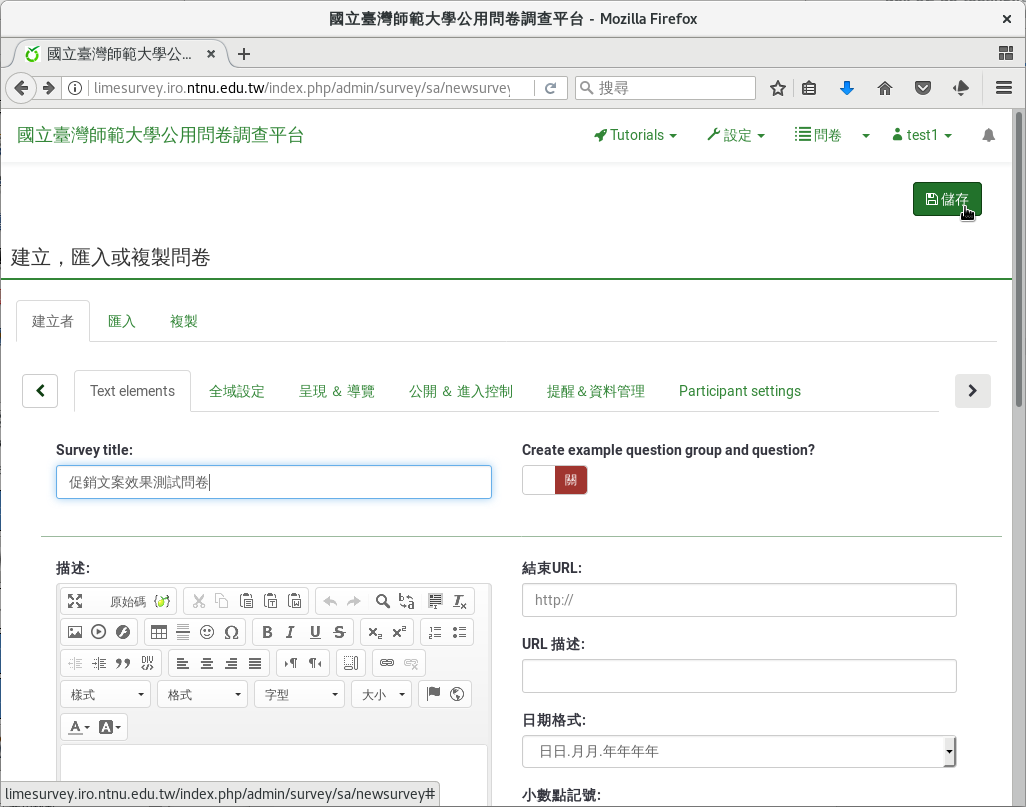 國立臺灣師範大學公用問卷調查平台 - Mozilla Firefox
國立臺灣師範大學公...
limesurvey.iro.ntnu.edu.tw/index.php/admin/survey/sa/newsurvey
搜尋
國立臺灣師範大學公用問卷調查平台
Tutorials
設定
問卷
test1
儲存
建立，匯入或複製問卷
建立者
匯入
複製
Text elements
全域設定
呈現 & 導覽
公開 & 進入控制
提醒＆資料管理
Participant settings
Survey title:
Create example question group and question?
促銷文案效果測試問卷
關
描述:
結束URL:
原始碼
http://
URL 描述:
B I U S x₂ x²
DIV
樣式 格式 字型 大小
日期格式:
A A
日日.月月.年年年年
limesurvey.iro.ntnu.edu.tw/index.php/admin/survey/sa/newsurvey#
小數點記號: